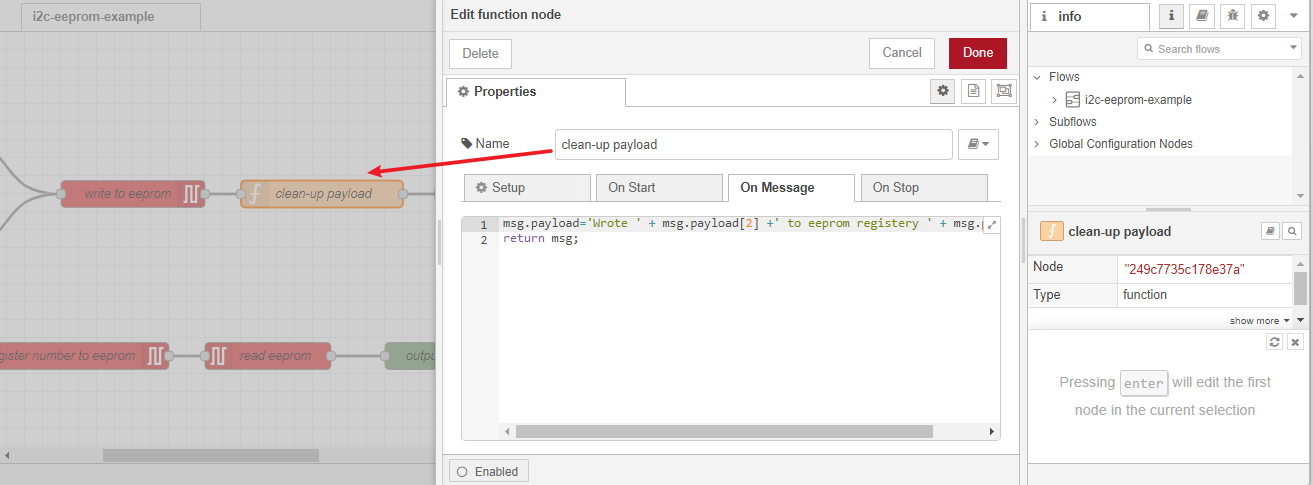 i2c-eeprom-example
write to eeprom
clean-up payload
gister number to eeprom
read eeprom
outpu
Edit function node
Delete
Cancel
Done
Properties
Name
clean-up payload
Setup
On Start
On Message
On Stop
1 msg.payload='Wrote ' + msg.payload[2] +' to eeprom registery ' + msg.
2 return msg;
Enabled
info
Search flows
Flows
i2c-eeprom-example
Subflows
Global Configuration Nodes
clean-up payload
Node "249c7735c178e37a"
Type function
show more
Pressing enter will edit the first
node in the current selection